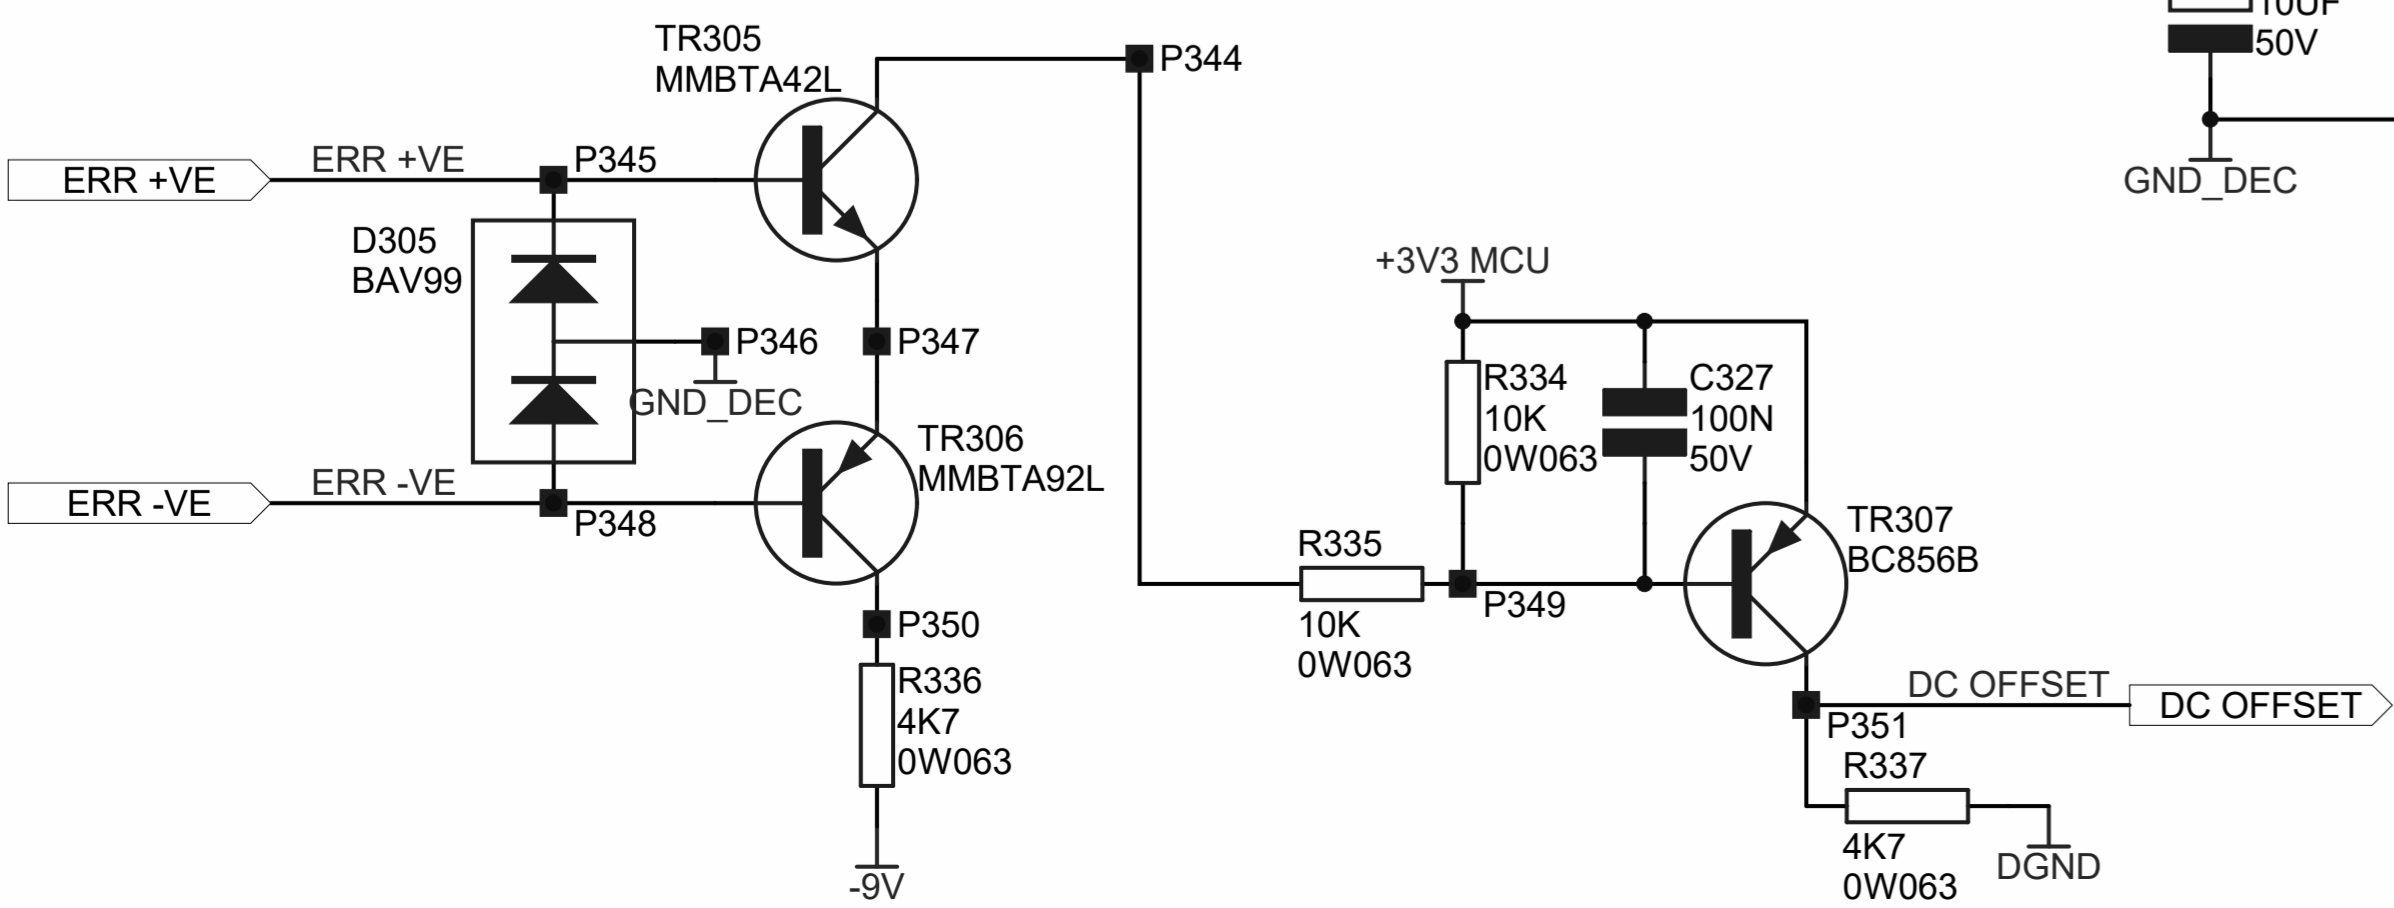 10UF
50V
GND_DEC
TR305
MMBTA42L
P344
ERR +VE
ERR +VE
P345
D305
BAV99
P346
GND_DEC
P347
TR306
MMBTA92L
ERR -VE
ERR -VE
P348
P350
R336
4K7
0W063
-9V
+3V3 MCU
R334
10K
0W063
C327
100N
50V
R335
10K
0W063
P349
TR307
BC856B
DC OFFSET
DC OFFSET
P351
R337
4K7
0W063
DGND